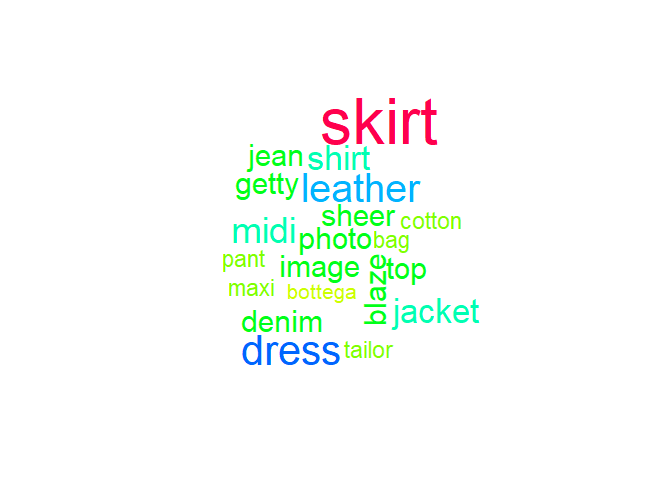 skirt
jean shirt
getty leather
sheer cotton
midi photo bag
pant image blaze top
maxi bottega
denim jacket
dress tailor